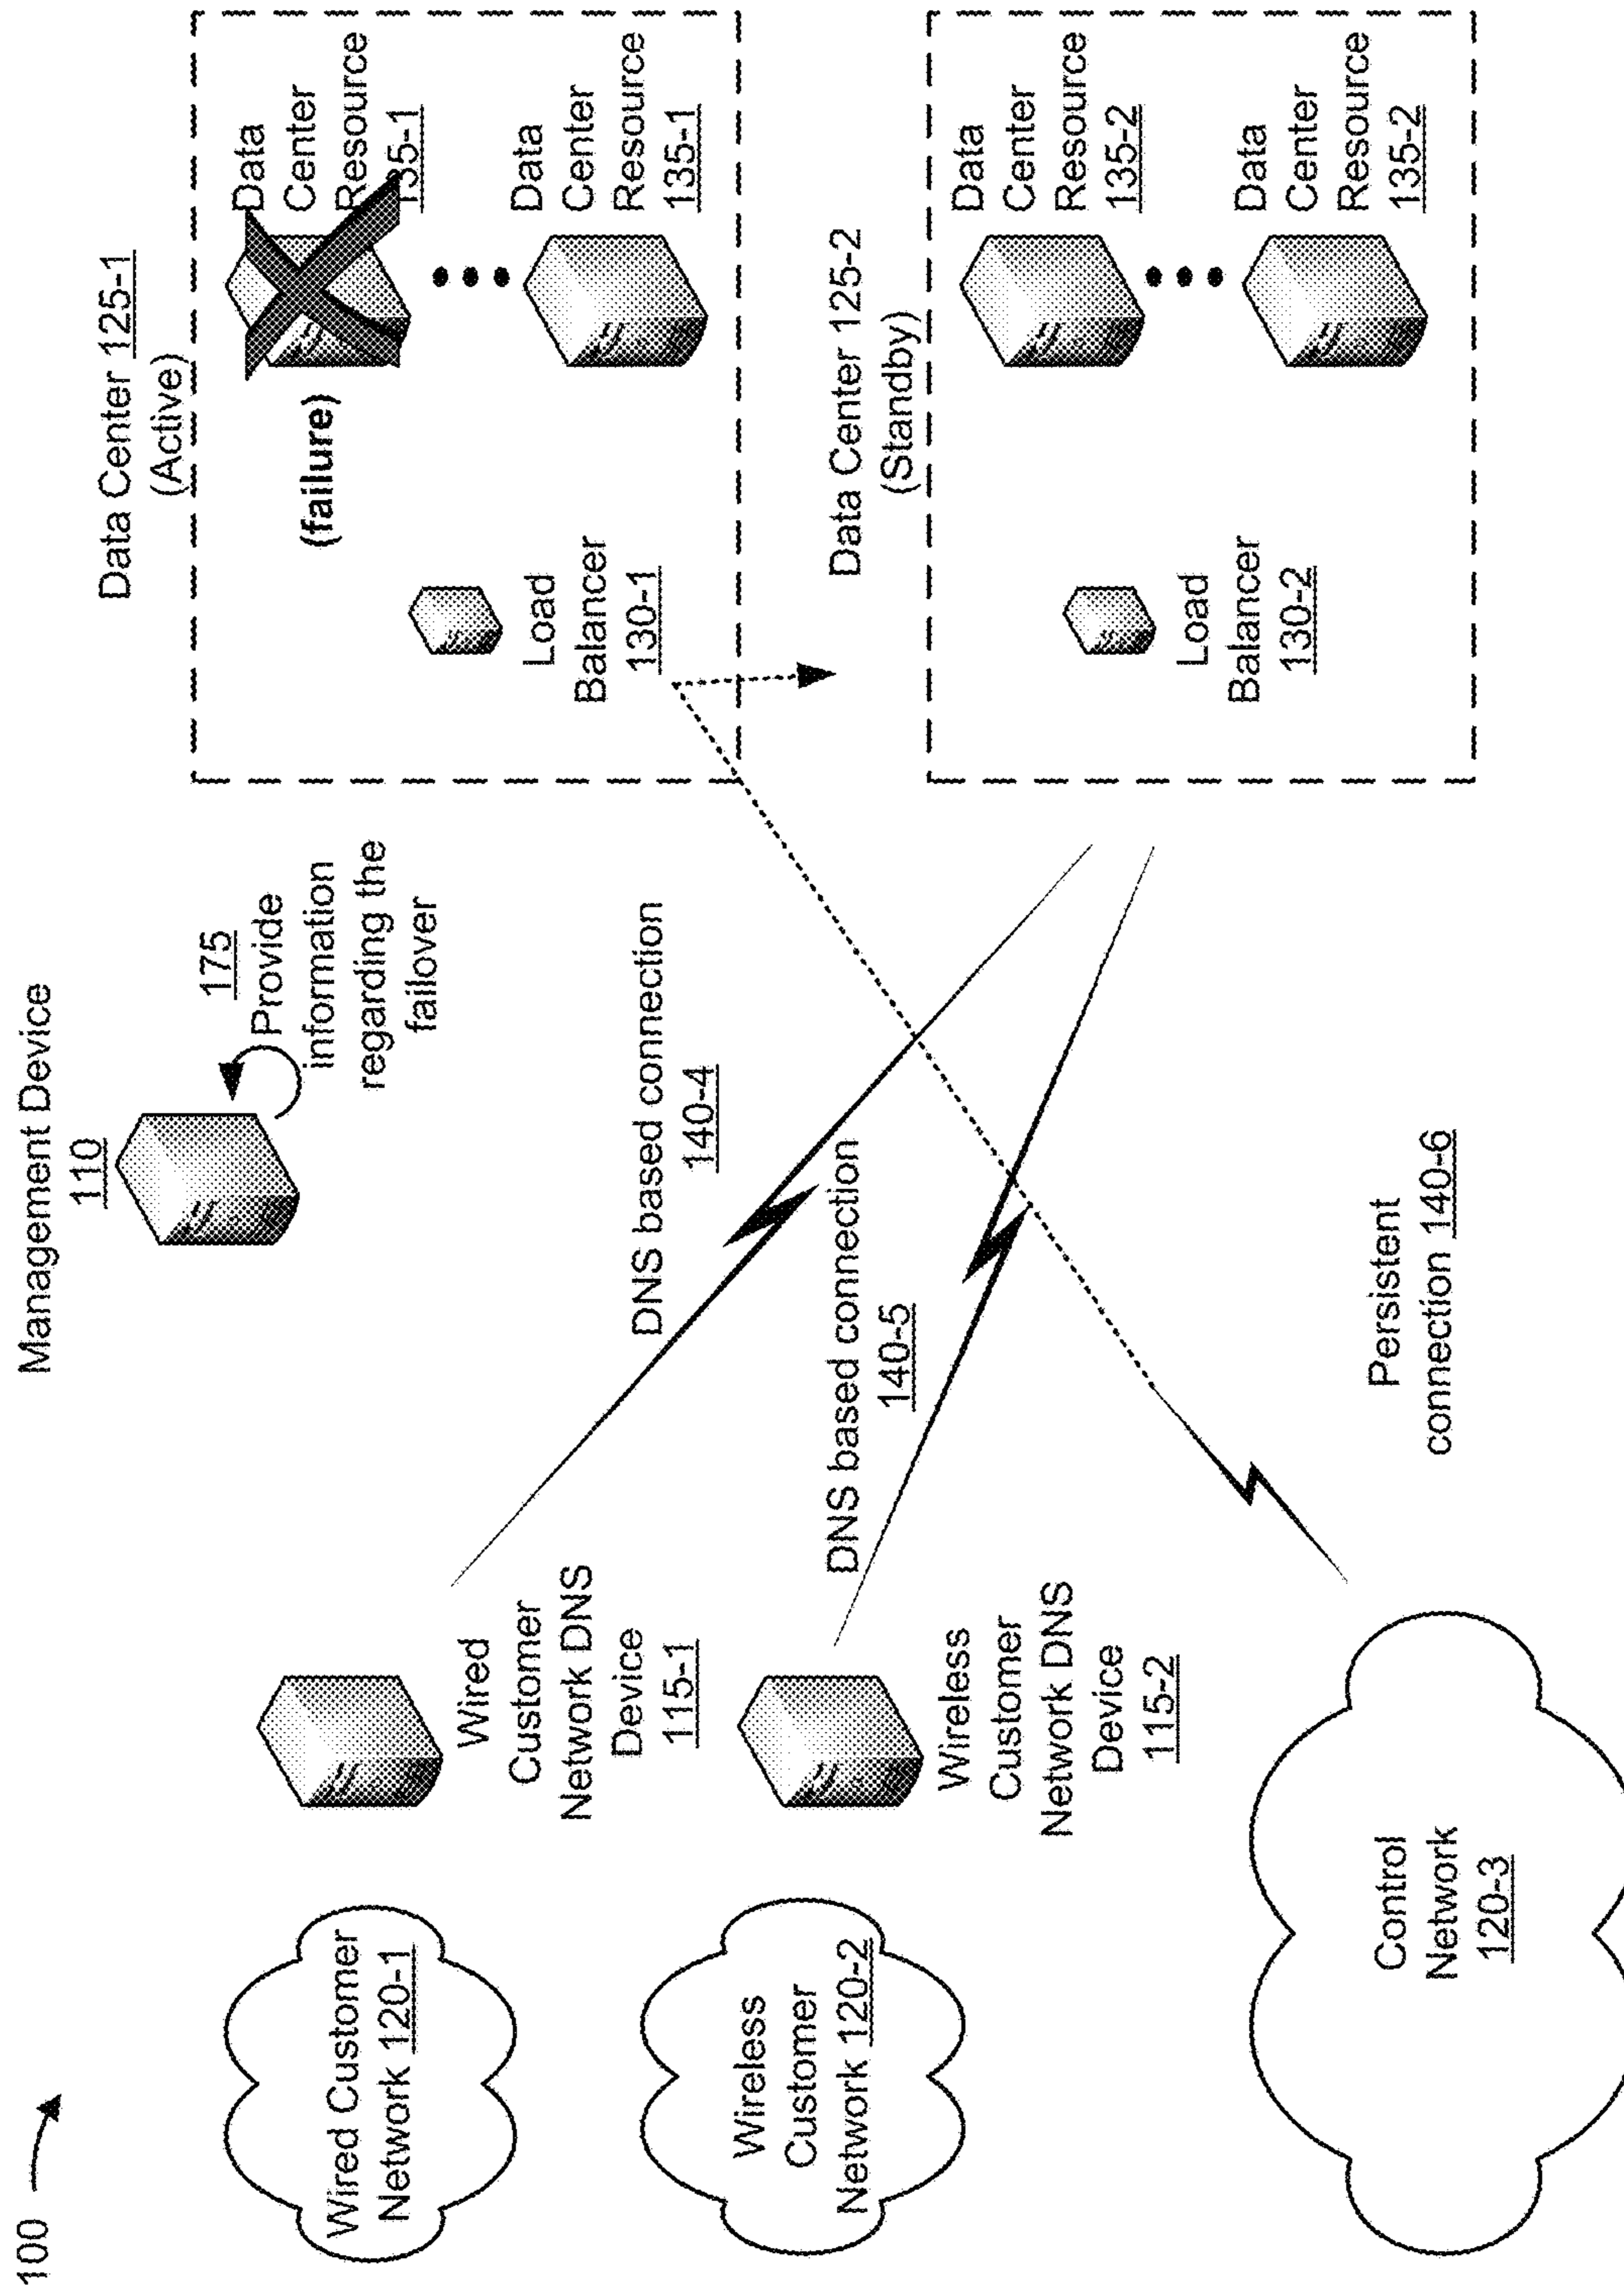 100
Management Device
110
175
Provide
information
regarding the
failover
Data Center 125-1
(Active)
(failure)
Data
Center
Resource
135-1
Data
Center
Resource
135-1
Load
Balancer
130-1
Data Center 125-2
(Standby)
Data
Center
Resource
135-2
Data
Center
Resource
135-2
Load
Balancer
130-2
Wired Customer
Network 120-1
Wired
Customer
Network DNS
Device
115-1
DNS based connection
140-4
Wireless
Customer
Network 120-2
Wireless
Customer
Network DNS
Device
115-2
DNS based connection
140-5
Control
Network
120-3
Persistent
connection 140-6